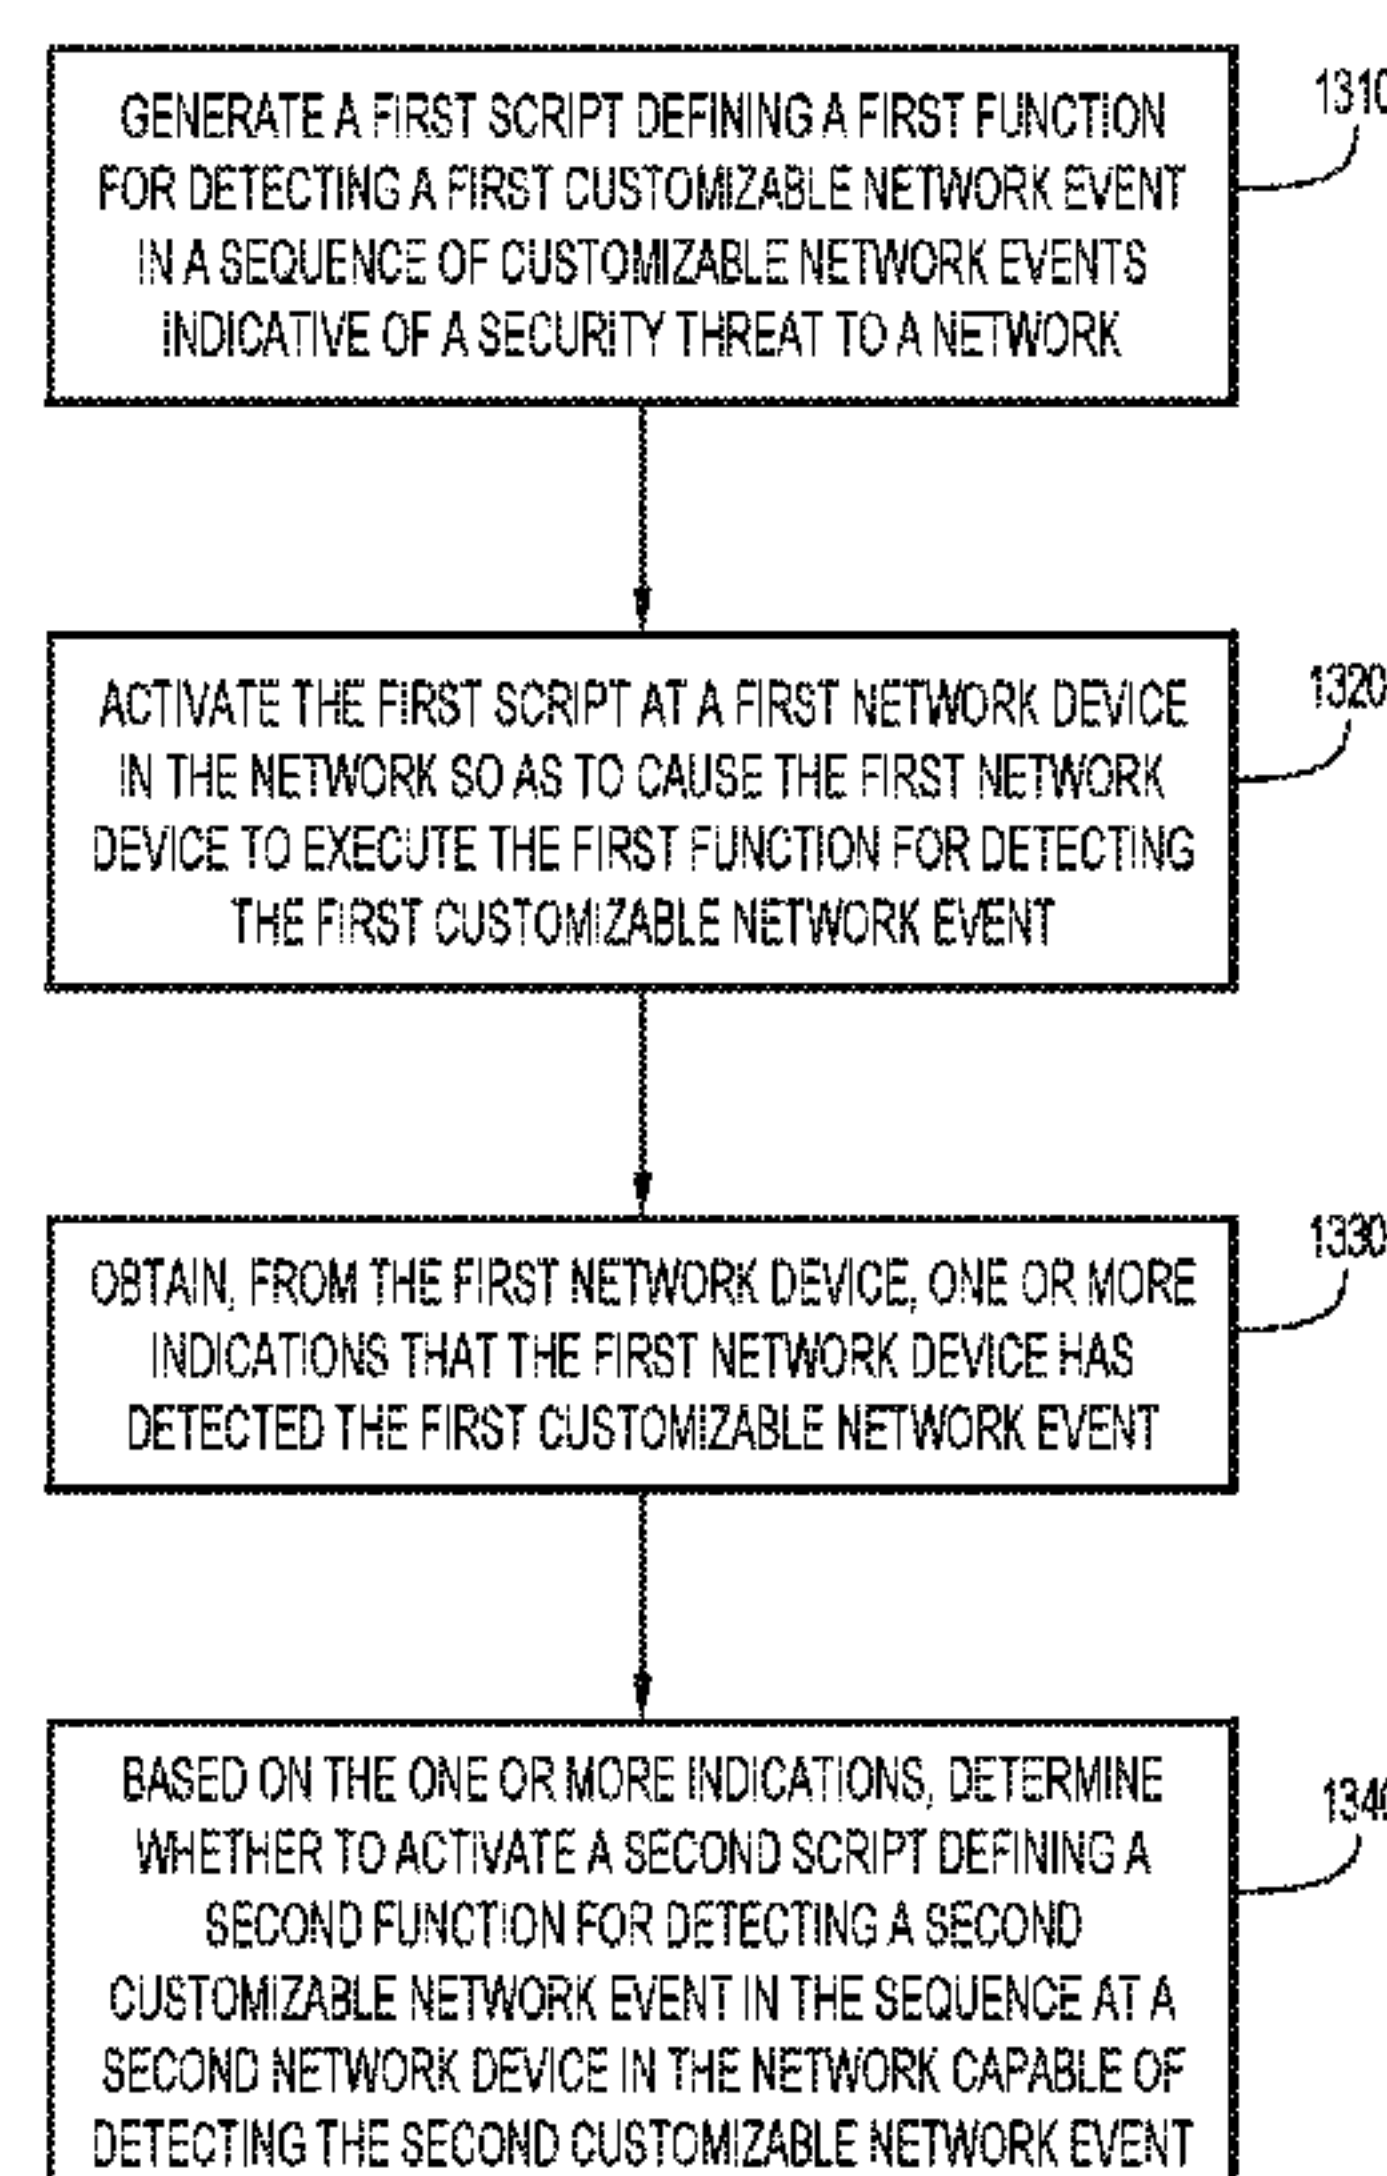 GENERATE A FIRST SCRIPT DEFINING A FIRST FUNCTION
FOR DETECTING A FIRST CUSTOMIZABLE NETWORK EVENT
IN A SEQUENCE OF CUSTOMIZABLE NETWORK EVENTS
INDICATIVE OF A SECURITY THREAT TO A NETWORK
1310
ACTIVATE THE FIRST SCRIPT AT A FIRST NETWORK DEVICE
IN THE NETWORK SO AS TO CAUSE THE FIRST NETWORK
DEVICE TO EXECUTE THE FIRST FUNCTION FOR DETECTING
THE FIRST CUSTOMIZABLE NETWORK EVENT
1320
OBTAIN, FROM THE FIRST NETWORK DEVICE, ONE OR MORE
INDICATIONS THAT THE FIRST NETWORK DEVICE HAS
DETECTED THE FIRST CUSTOMIZABLE NETWORK EVENT
1330
BASED ON THE ONE OR MORE INDICATIONS, DETERMINE
WHETHER TO ACTIVATE A SECOND SCRIPT DEFINING A
SECOND FUNCTION FOR DETECTING A SECOND
CUSTOMIZABLE NETWORK EVENT IN THE SEQUENCE AT A
SECOND NETWORK DEVICE IN THE NETWORK CAPABLE OF
DETECTING THE SECOND CUSTOMIZABLE NETWORK EVENT
1340